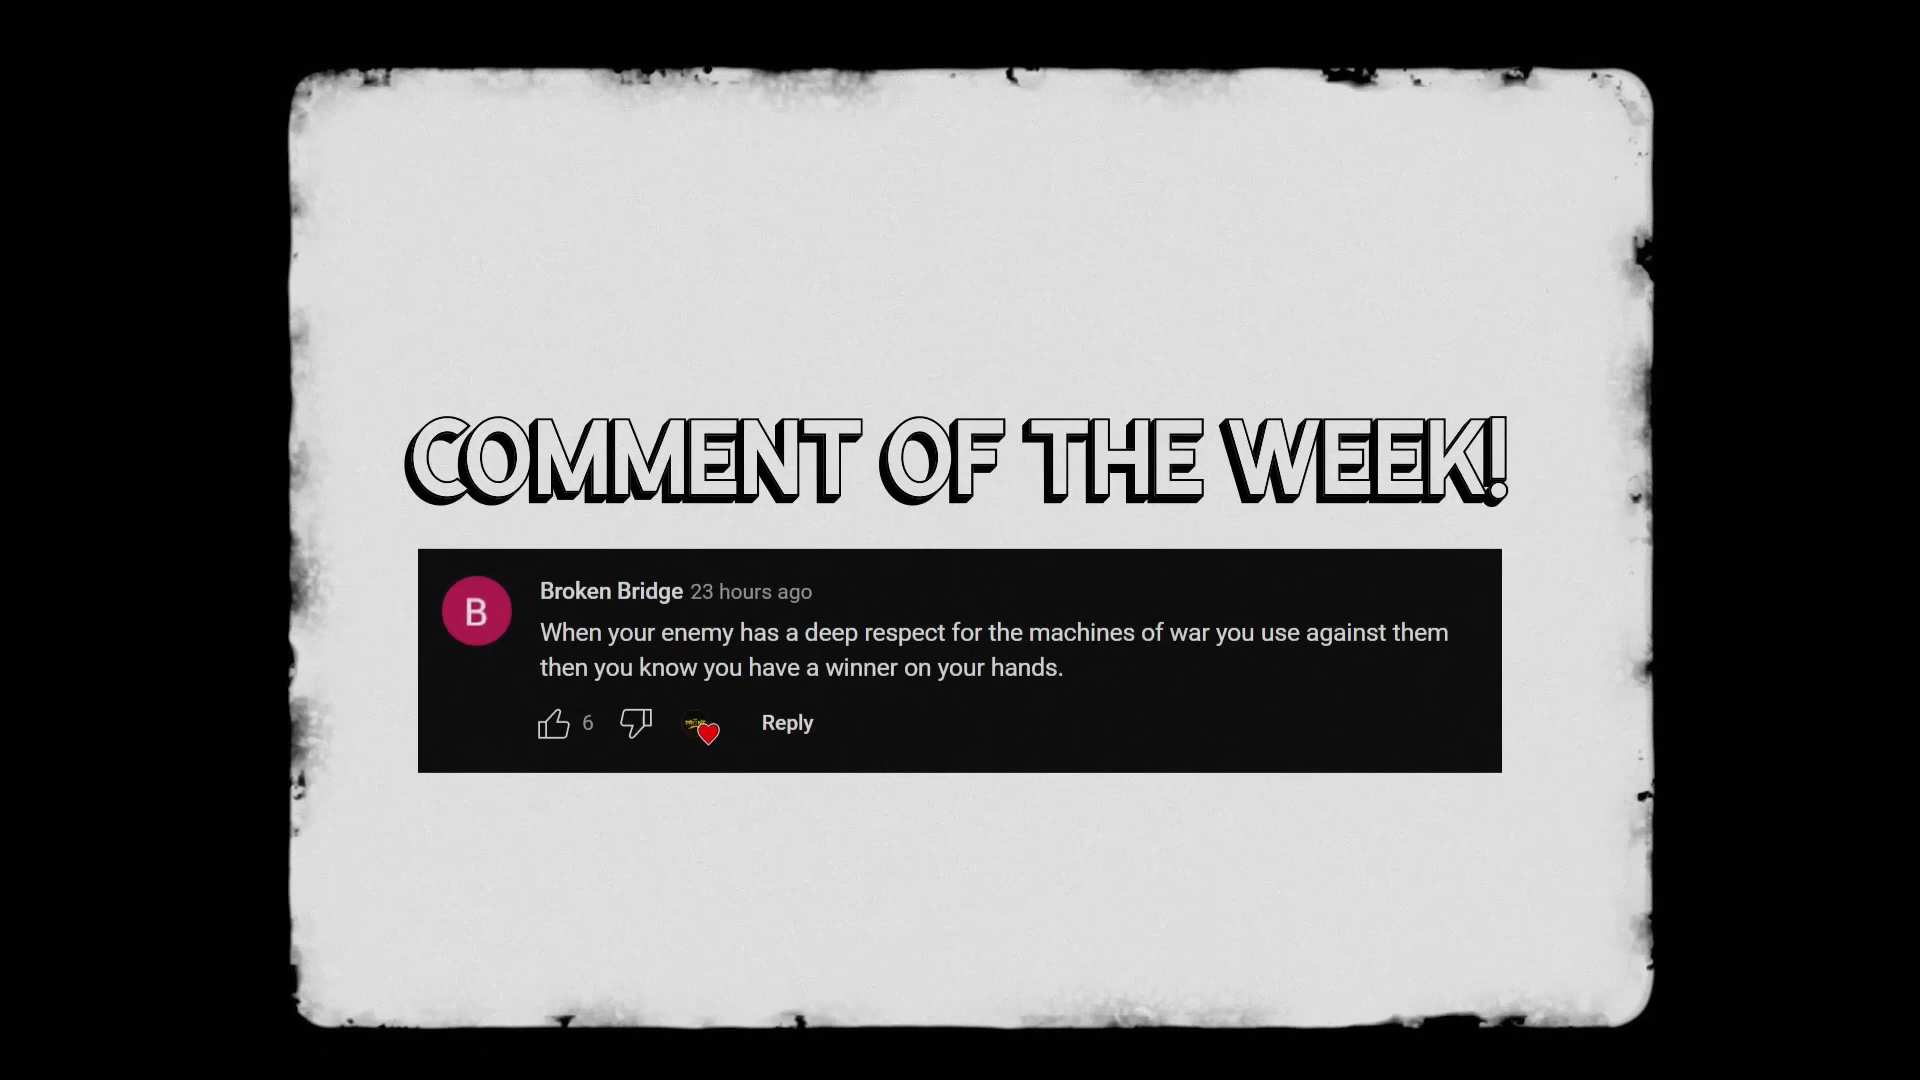 COMMENT OF THE WEEK!
B
Broken Bridge 23 hours ago
When your enemy has a deep respect for the machines of war you use against them
then you know you have a winner on your hands.
6 Reply